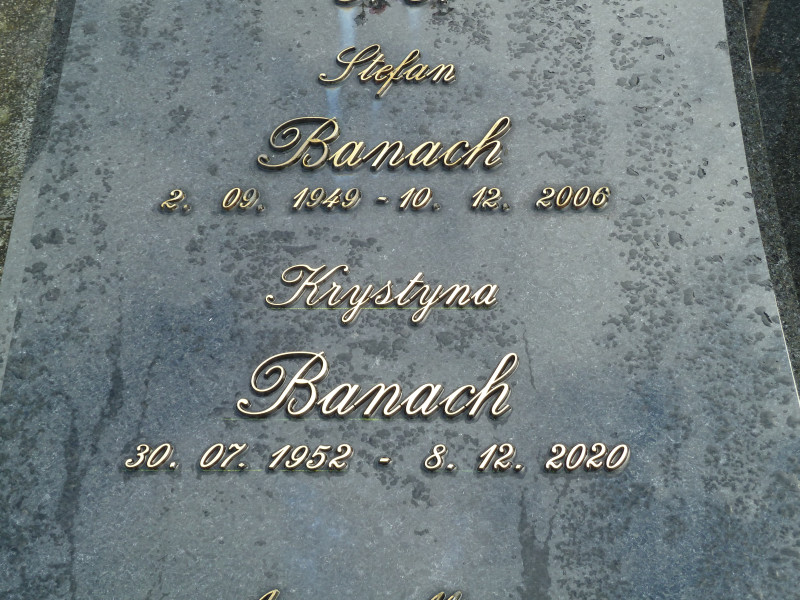 Stefan
Banach
2. 09. 1949 - 10. 12. 2006
Krystyna
Banach
30. 07. 1952 - 8. 12. 2020